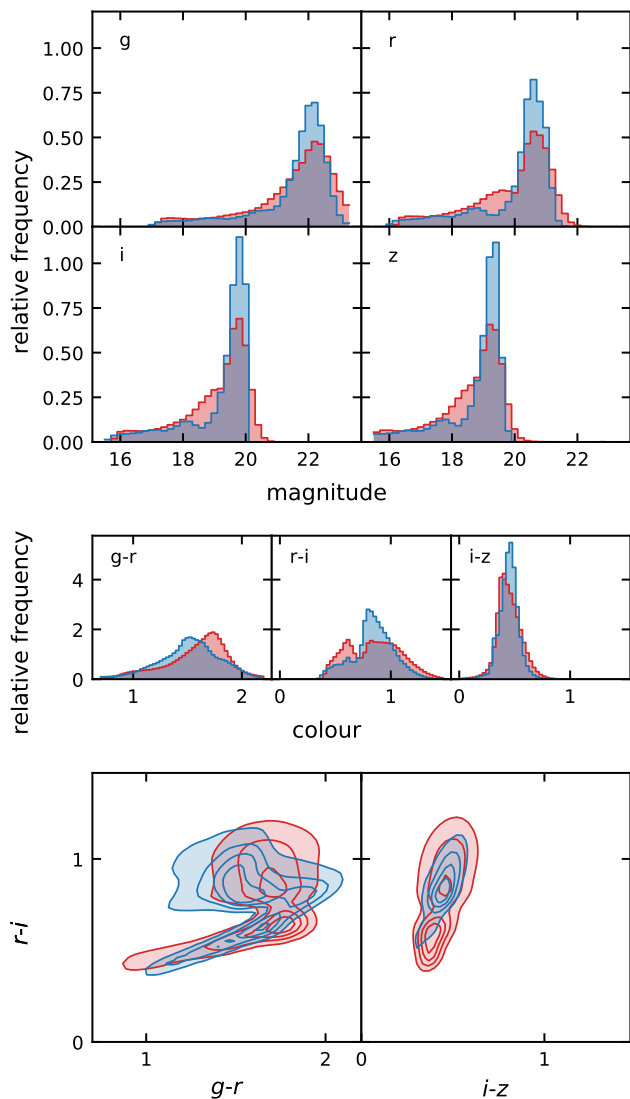 g
r
1.00
0.75
0.50
0.25
0.00
relative frequency
i
z
1.00
0.75
0.50
0.25
0.00
relative frequency
16 18 20 22 16 18 20 22
magnitude
g-r
r-i
i-z
4
2
0
relative frequency
1 2 0 1 0 1
colour
1
0
r-i
1 2 0 1
g-r
i-z